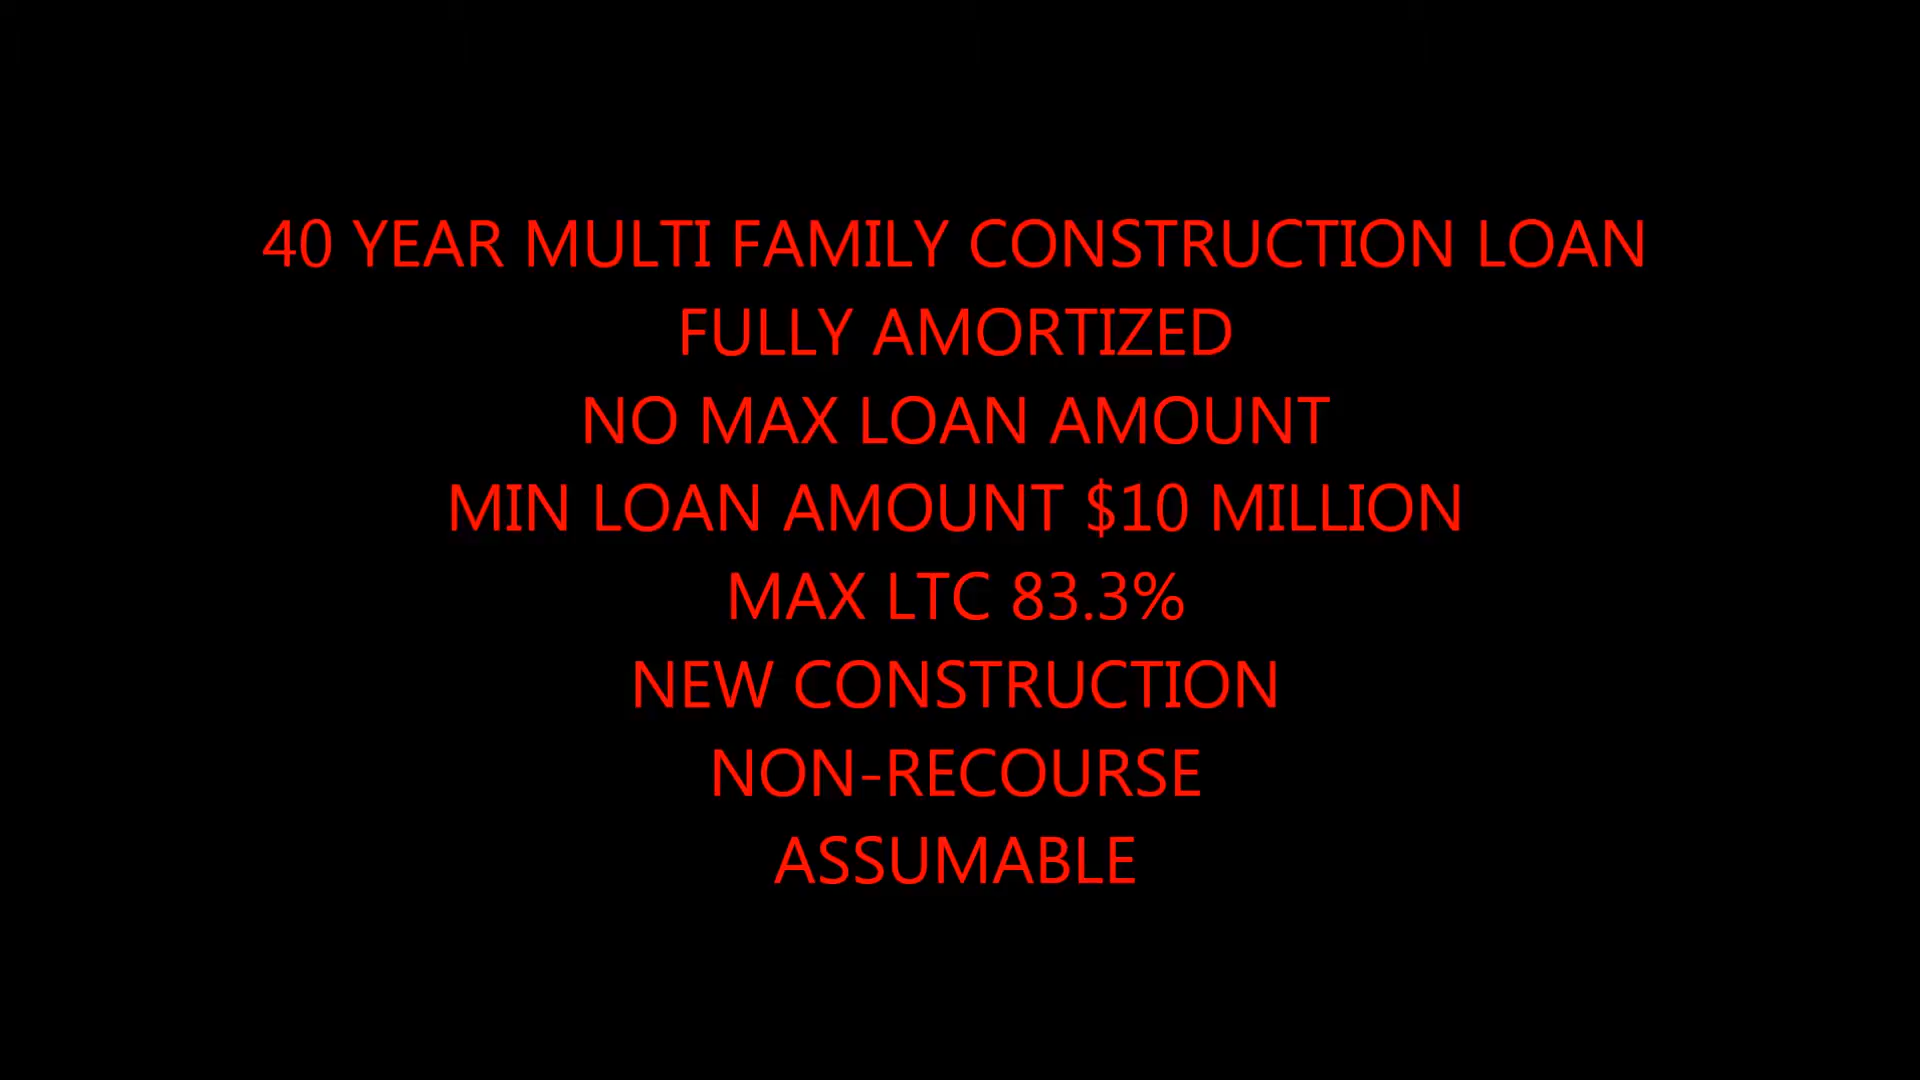 40 YEAR MULTI FAMILY CONSTRUCTION LOAN
FULLY AMORTIZED
NO MAX LOAN AMOUNT
MIN LOAN AMOUNT $10 MILLION
MAX LTC 83.3%
NEW CONSTRUCTION
NON-RECOURSE
ASSUMABLE